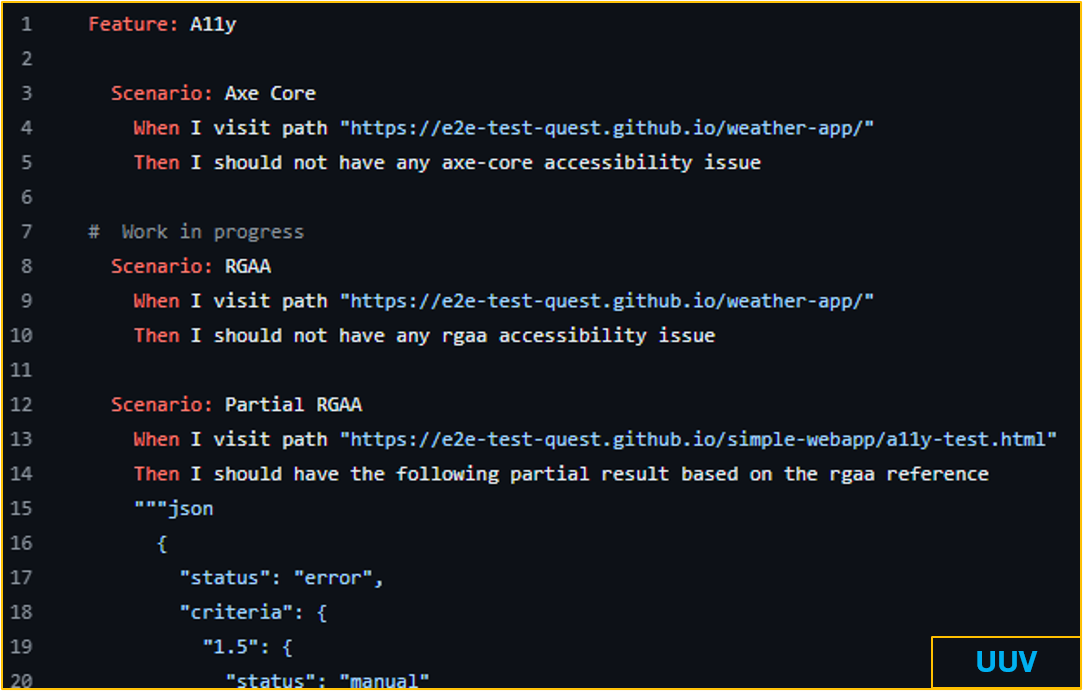 1 Feature: A11y
2
3 Scenario: Axe Core
4 When I visit path "https://e2e-test-quest.github.io/weather-app/"
5 Then I should not have any axe-core accessibility issue
6
7 # Work in progress
8 Scenario: RGAA
9 When I visit path "https://e2e-test-quest.github.io/weather-app/"
10 Then I should not have any rgaa accessibility issue
11
12 Scenario: Partial RGAA
13 When I visit path "https://e2e-test-quest.github.io/simple-webapp/a11y-test.html"
14 Then I should have the following partial result based on the rgaa reference
15 """json
16 {
17 "status": "error",
18 "criteria": {
19 "1.5": {
20 "status": "manual"
UUV